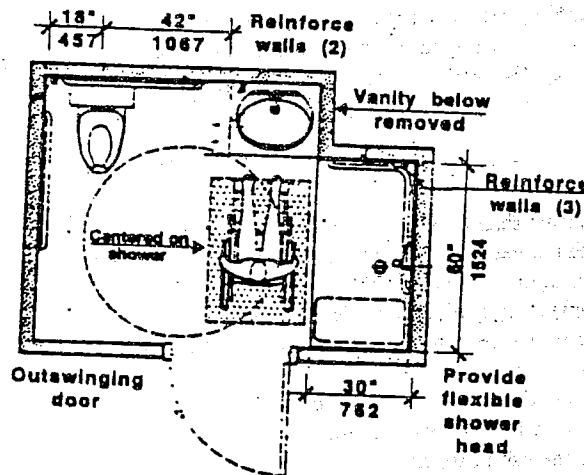 18" 42" Reinforce
457 1067 walls (2)
Vanity below
removed
Reinforce
walls (3)
Centered on
shower
60"
1524
Outswinging
door
30"
762
Provide
flexible
shower
head